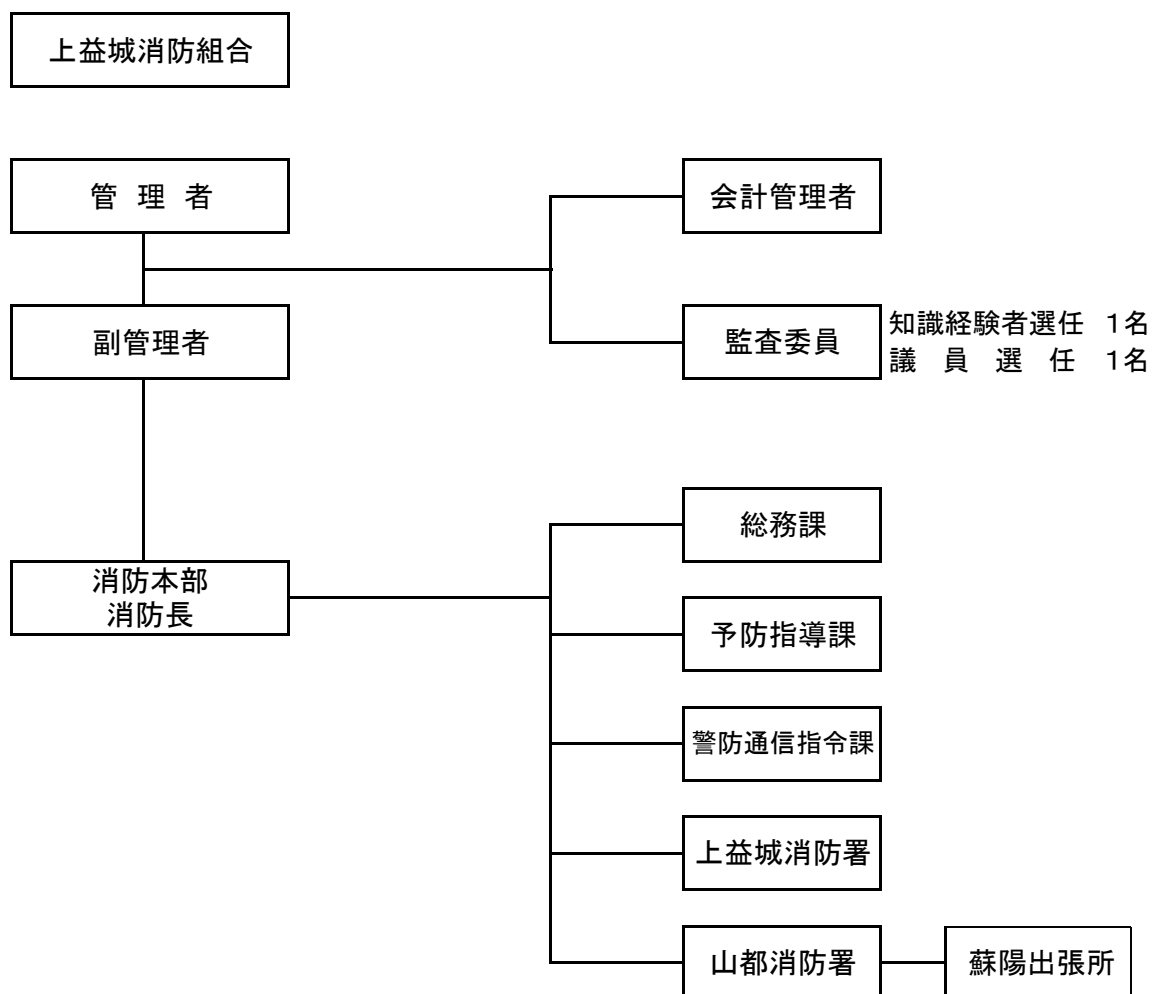 上益城消防組合
管 理 者
会計管理者
副管理者
監査委員
知識経験者選任 1名
議 員 選 任 1名
消防本部
消防長
総務課
予防指導課
警防通信指令課
上益城消防署
山都消防署
蘇陽出張所